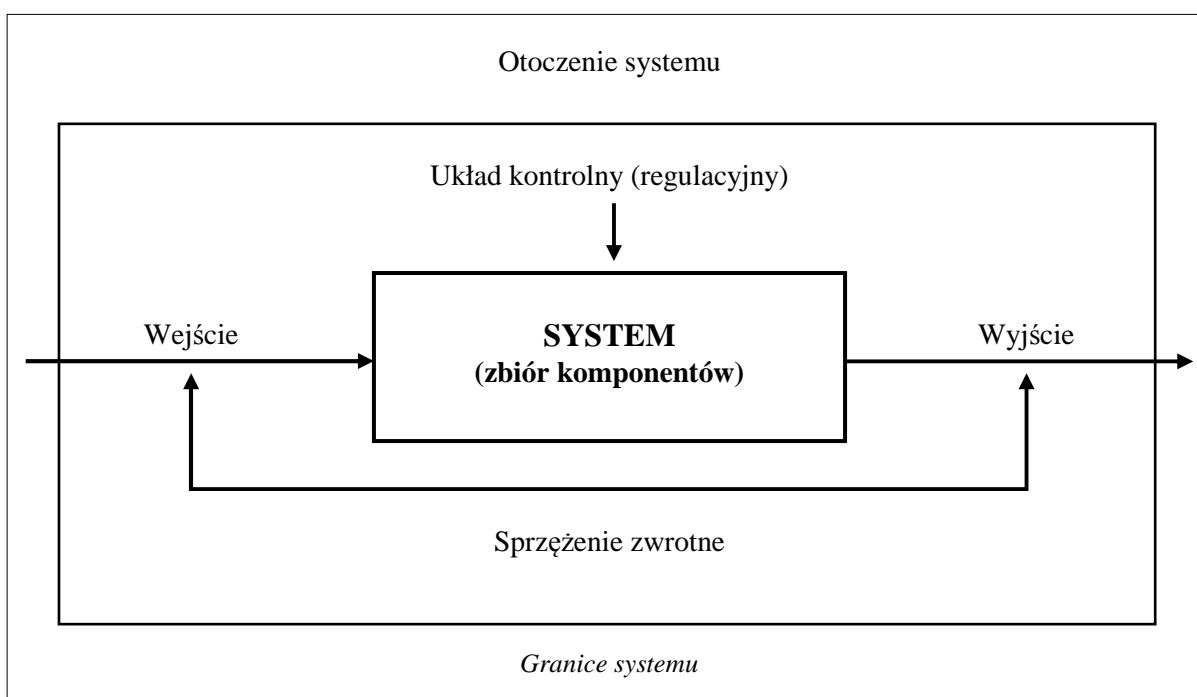 Otoczenie systemu
Układ kontrolny (regulacyjny)
Wejście
SYSTEM
(zbiór komponentów)
Wyjście
Sprzężenie zwrotne
Granice systemu